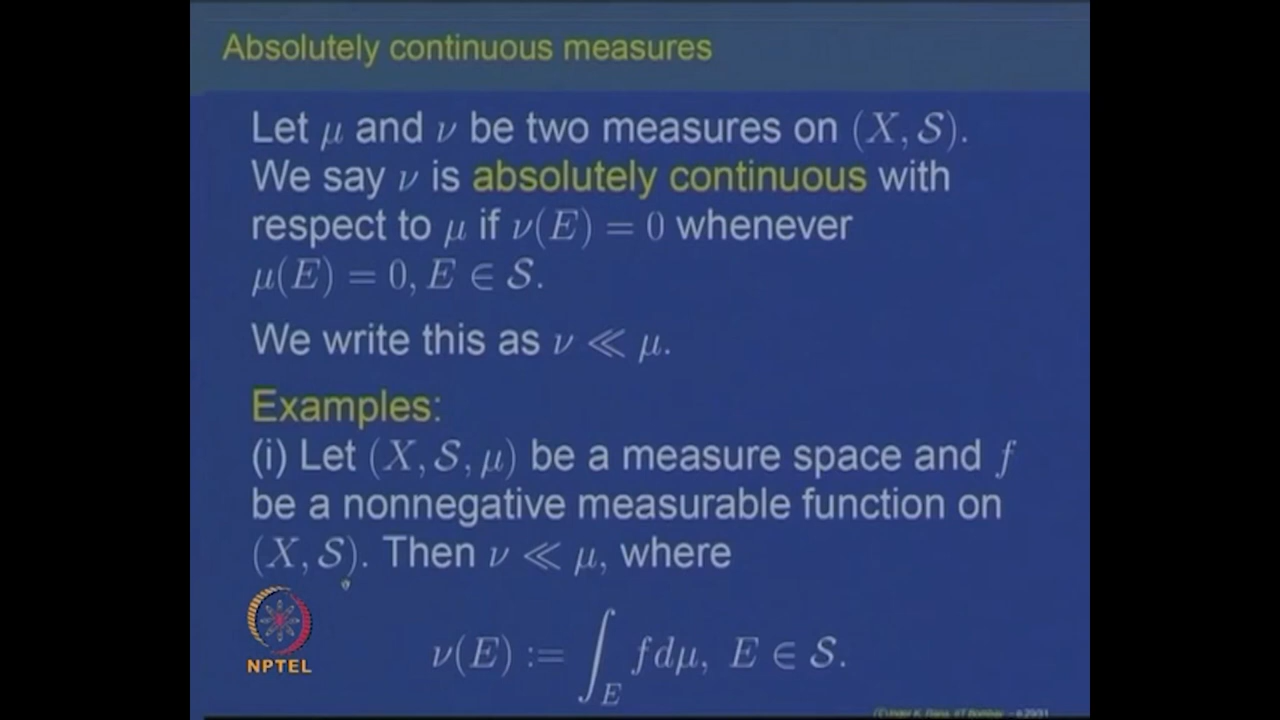 Absolutely continuous measures
Let μ and ν be two measures on (X, 𝒮).
We say ν is absolutely continuous with
respect to μ if ν(E) = 0 whenever
μ(E) = 0, E ∈ 𝒮.
We write this as ν ≪ μ.
Examples:
(i) Let (X, 𝒮, μ) be a measure space and f
be a nonnegative measurable function on
(X, 𝒮). Then ν ≪ μ, where
ν(E) := ∫_E f dμ, E ∈ 𝒮.
NPTEL